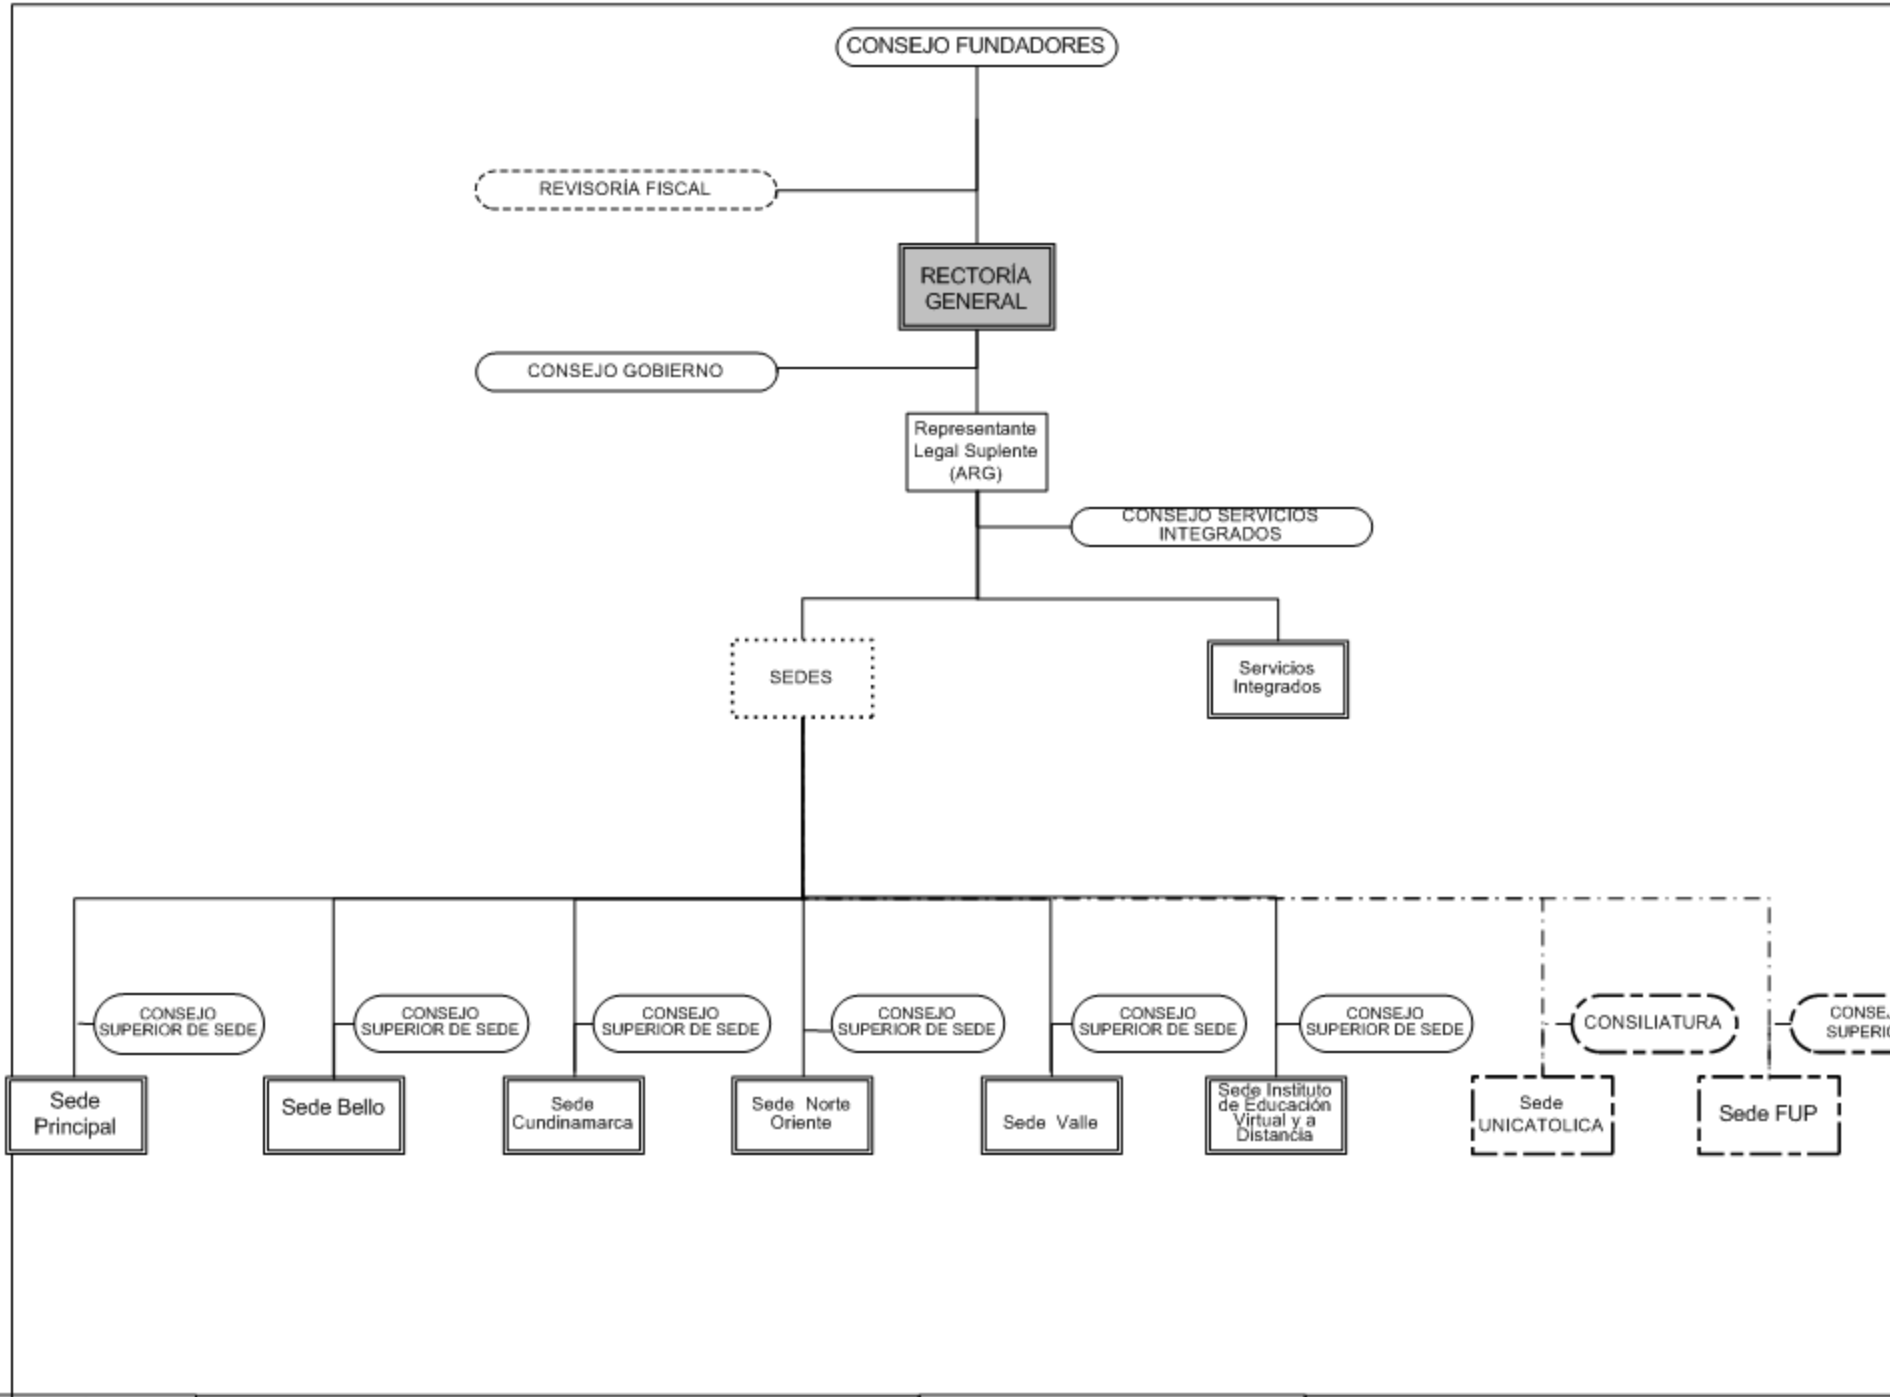 CONSEJO FUNDADORES
REVISORÍA FISCAL
RECTORÍA
GENERAL
CONSEJO GOBIERNO
Representante
Legal Suplente
(ARG)
CONSEJO SERVICIOS
INTEGRADOS
SEDES
Servicios
Integrados
CONSEJO
SUPERIOR DE SEDE
CONSEJO
SUPERIOR DE SEDE
CONSEJO
SUPERIOR DE SEDE
CONSEJO
SUPERIOR DE SEDE
CONSEJO
SUPERIOR DE SEDE
CONSEJO
SUPERIOR DE SEDE
CONSILIATURA
Sede
Principal
Sede Bello
Sede
Cundinamarca
Sede Norte
Oriente
Sede Valle
Sede Instituto
de Educación
Virtual y a
Distancia
Sede
UNICATOLICA
Sede FUP